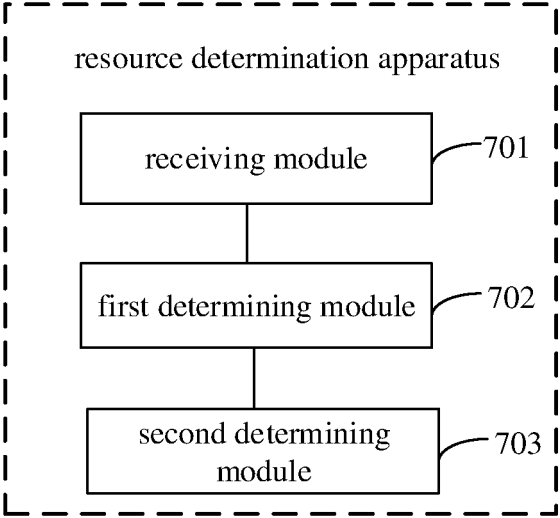 resource determination apparatus
receiving module
701
first determining module
702
second determining
module
703